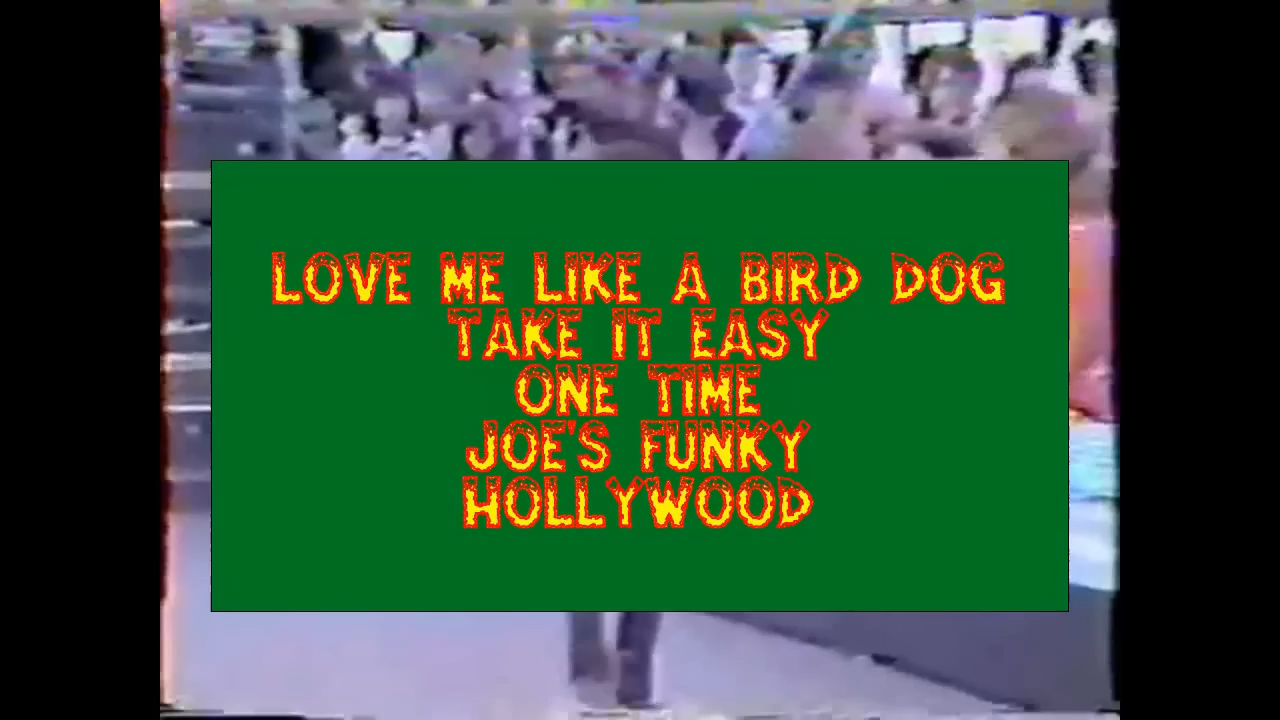 LOVE ME LIKE A BIRD DOG
TAKE IT EASY
ONE TIME
JOE'S FUNKY
HOLLYWOOD